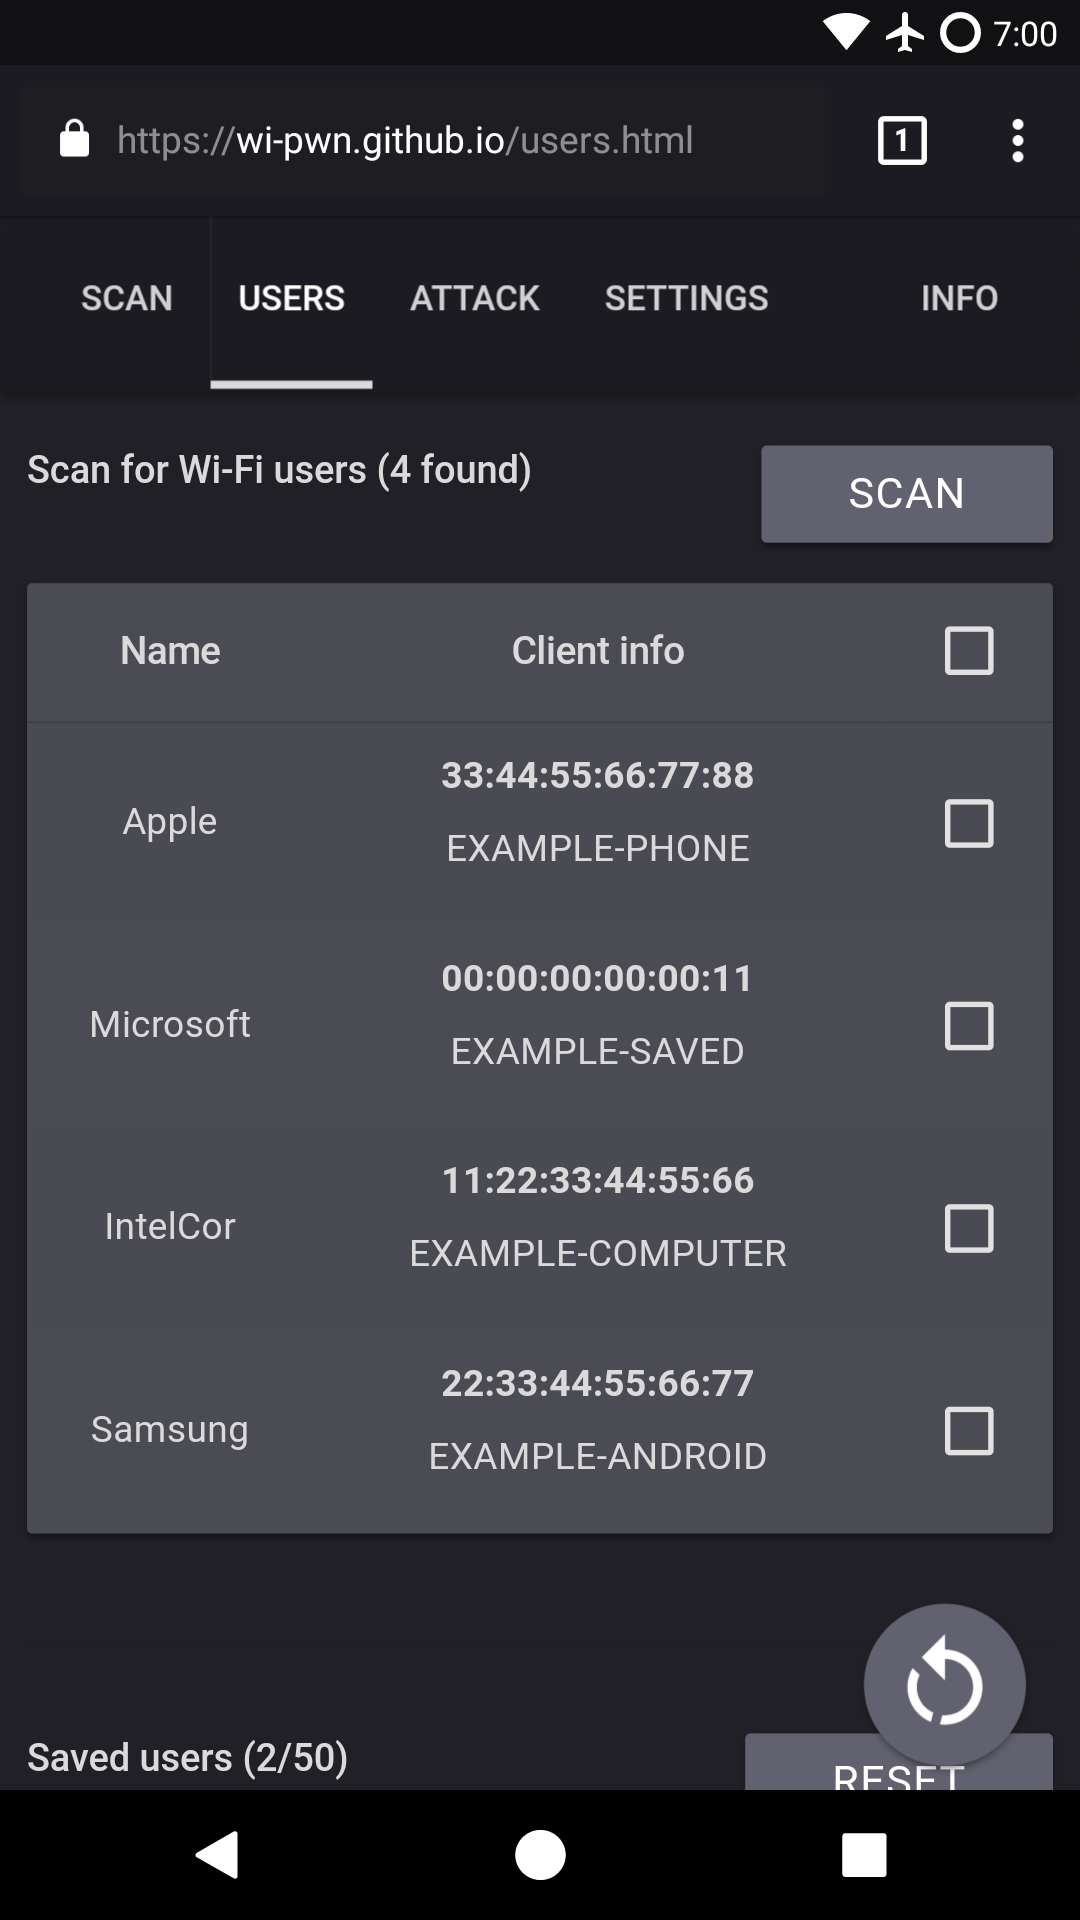 7:00
https://wi-pwn.github.io/users.html
1
SCAN USERS ATTACK SETTINGS INFO
Scan for Wi-Fi users (4 found)
SCAN
Name Client info
33:44:55:66:77:88
Apple
EXAMPLE-PHONE
00:00:00:00:00:11
Microsoft
EXAMPLE-SAVED
11:22:33:44:55:66
IntelCor
EXAMPLE-COMPUTER
22:33:44:55:66:77
Samsung
EXAMPLE-ANDROID
Saved users (2/50)
RESET